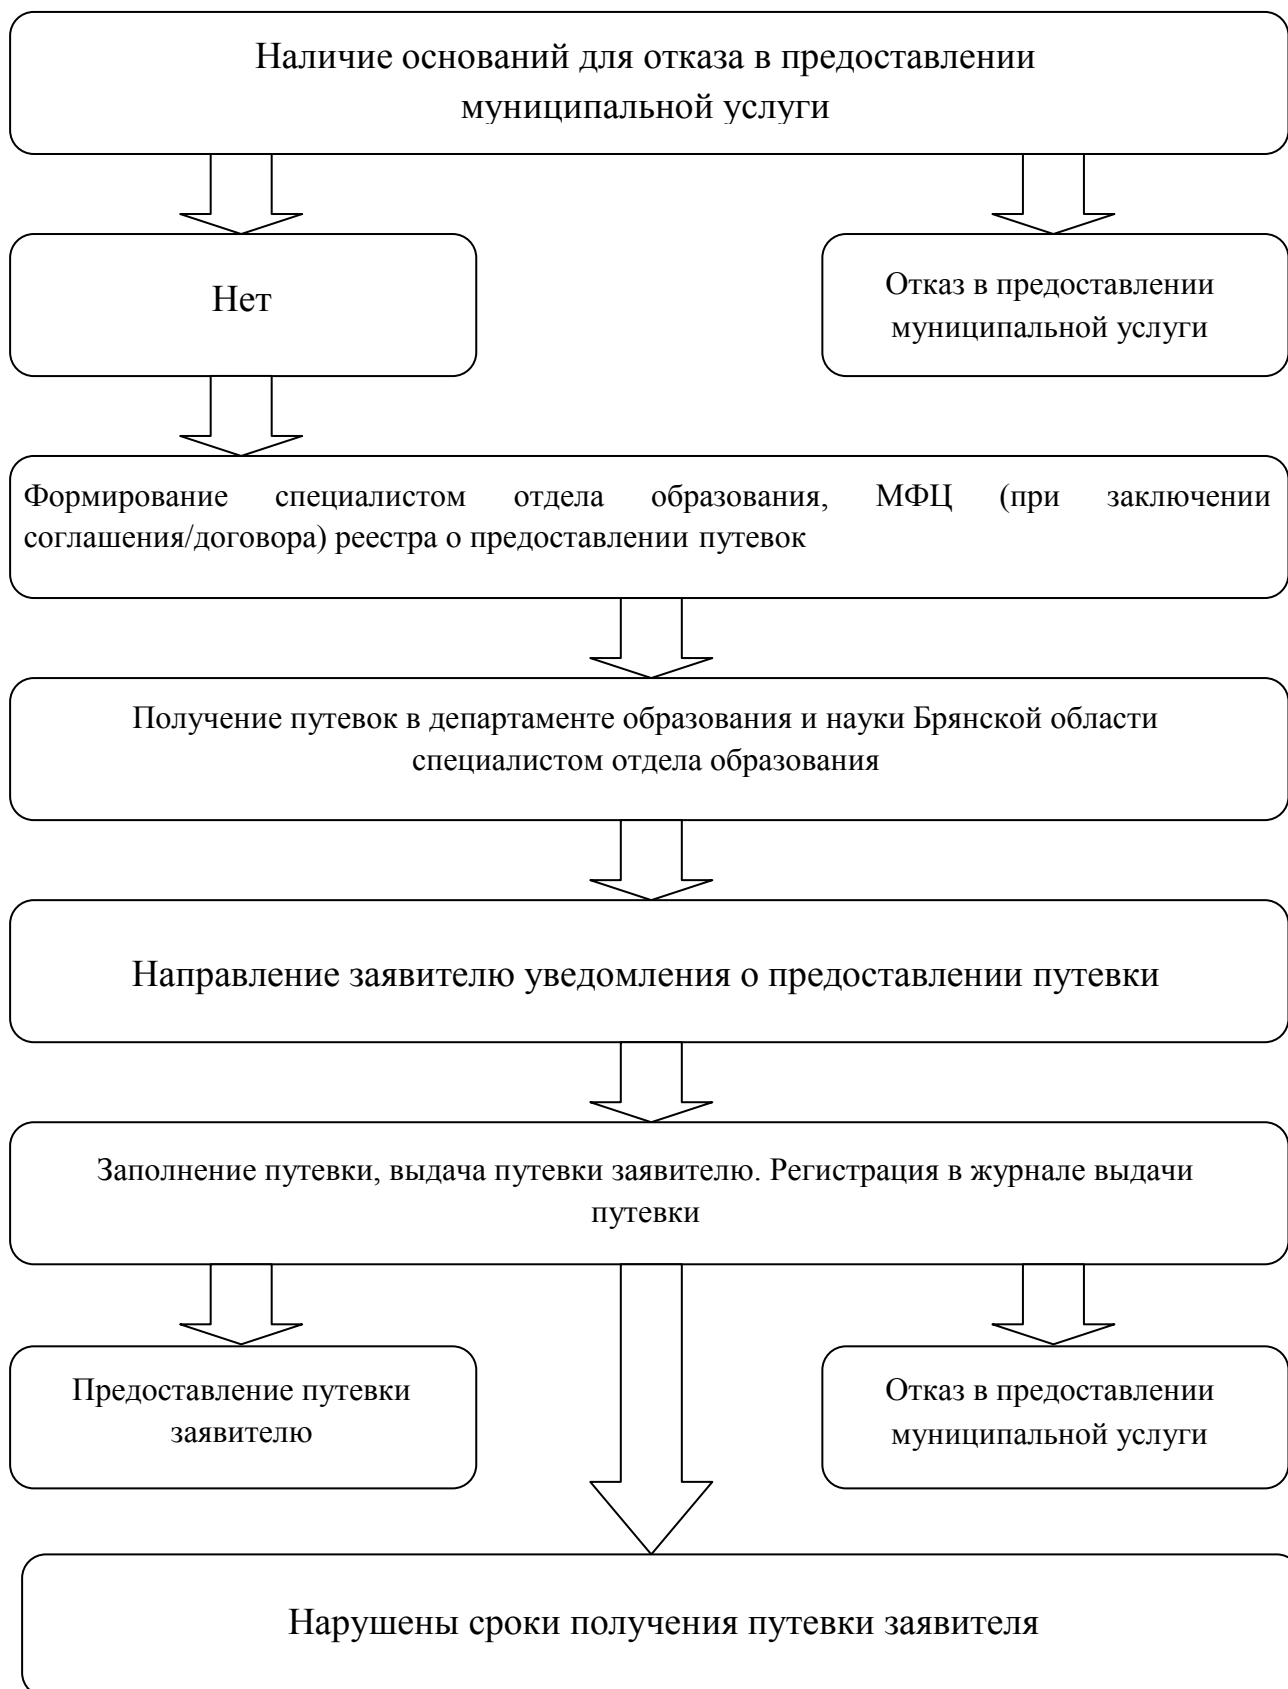 Наличие оснований для отказа в предоставлении
муниципальной услуги
Нет
Отказ в предоставлении
муниципальной услуги
Формирование специалистом отдела образования, МФЦ (при заключении
соглашения/договора) реестра о предоставлении путевок
Получение путевок в департаменте образования и науки Брянской области
специалистом отдела образования
Направление заявителю уведомления о предоставлении путевки
Заполнение путевки, выдача путевки заявителю. Регистрация в журнале выдачи
путевки
Предоставление путевки
заявителю
Отказ в предоставлении
муниципальной услуги
Нарушены сроки получения путевки заявителя